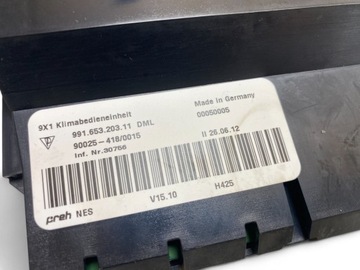 9X1 Klimabedieneinheit
991.653.203.11 DML
Made in Germany
90025-418/0015
00050005
Inf. Nr.30756
II 26.06.12
preh NES
V15.10
H425